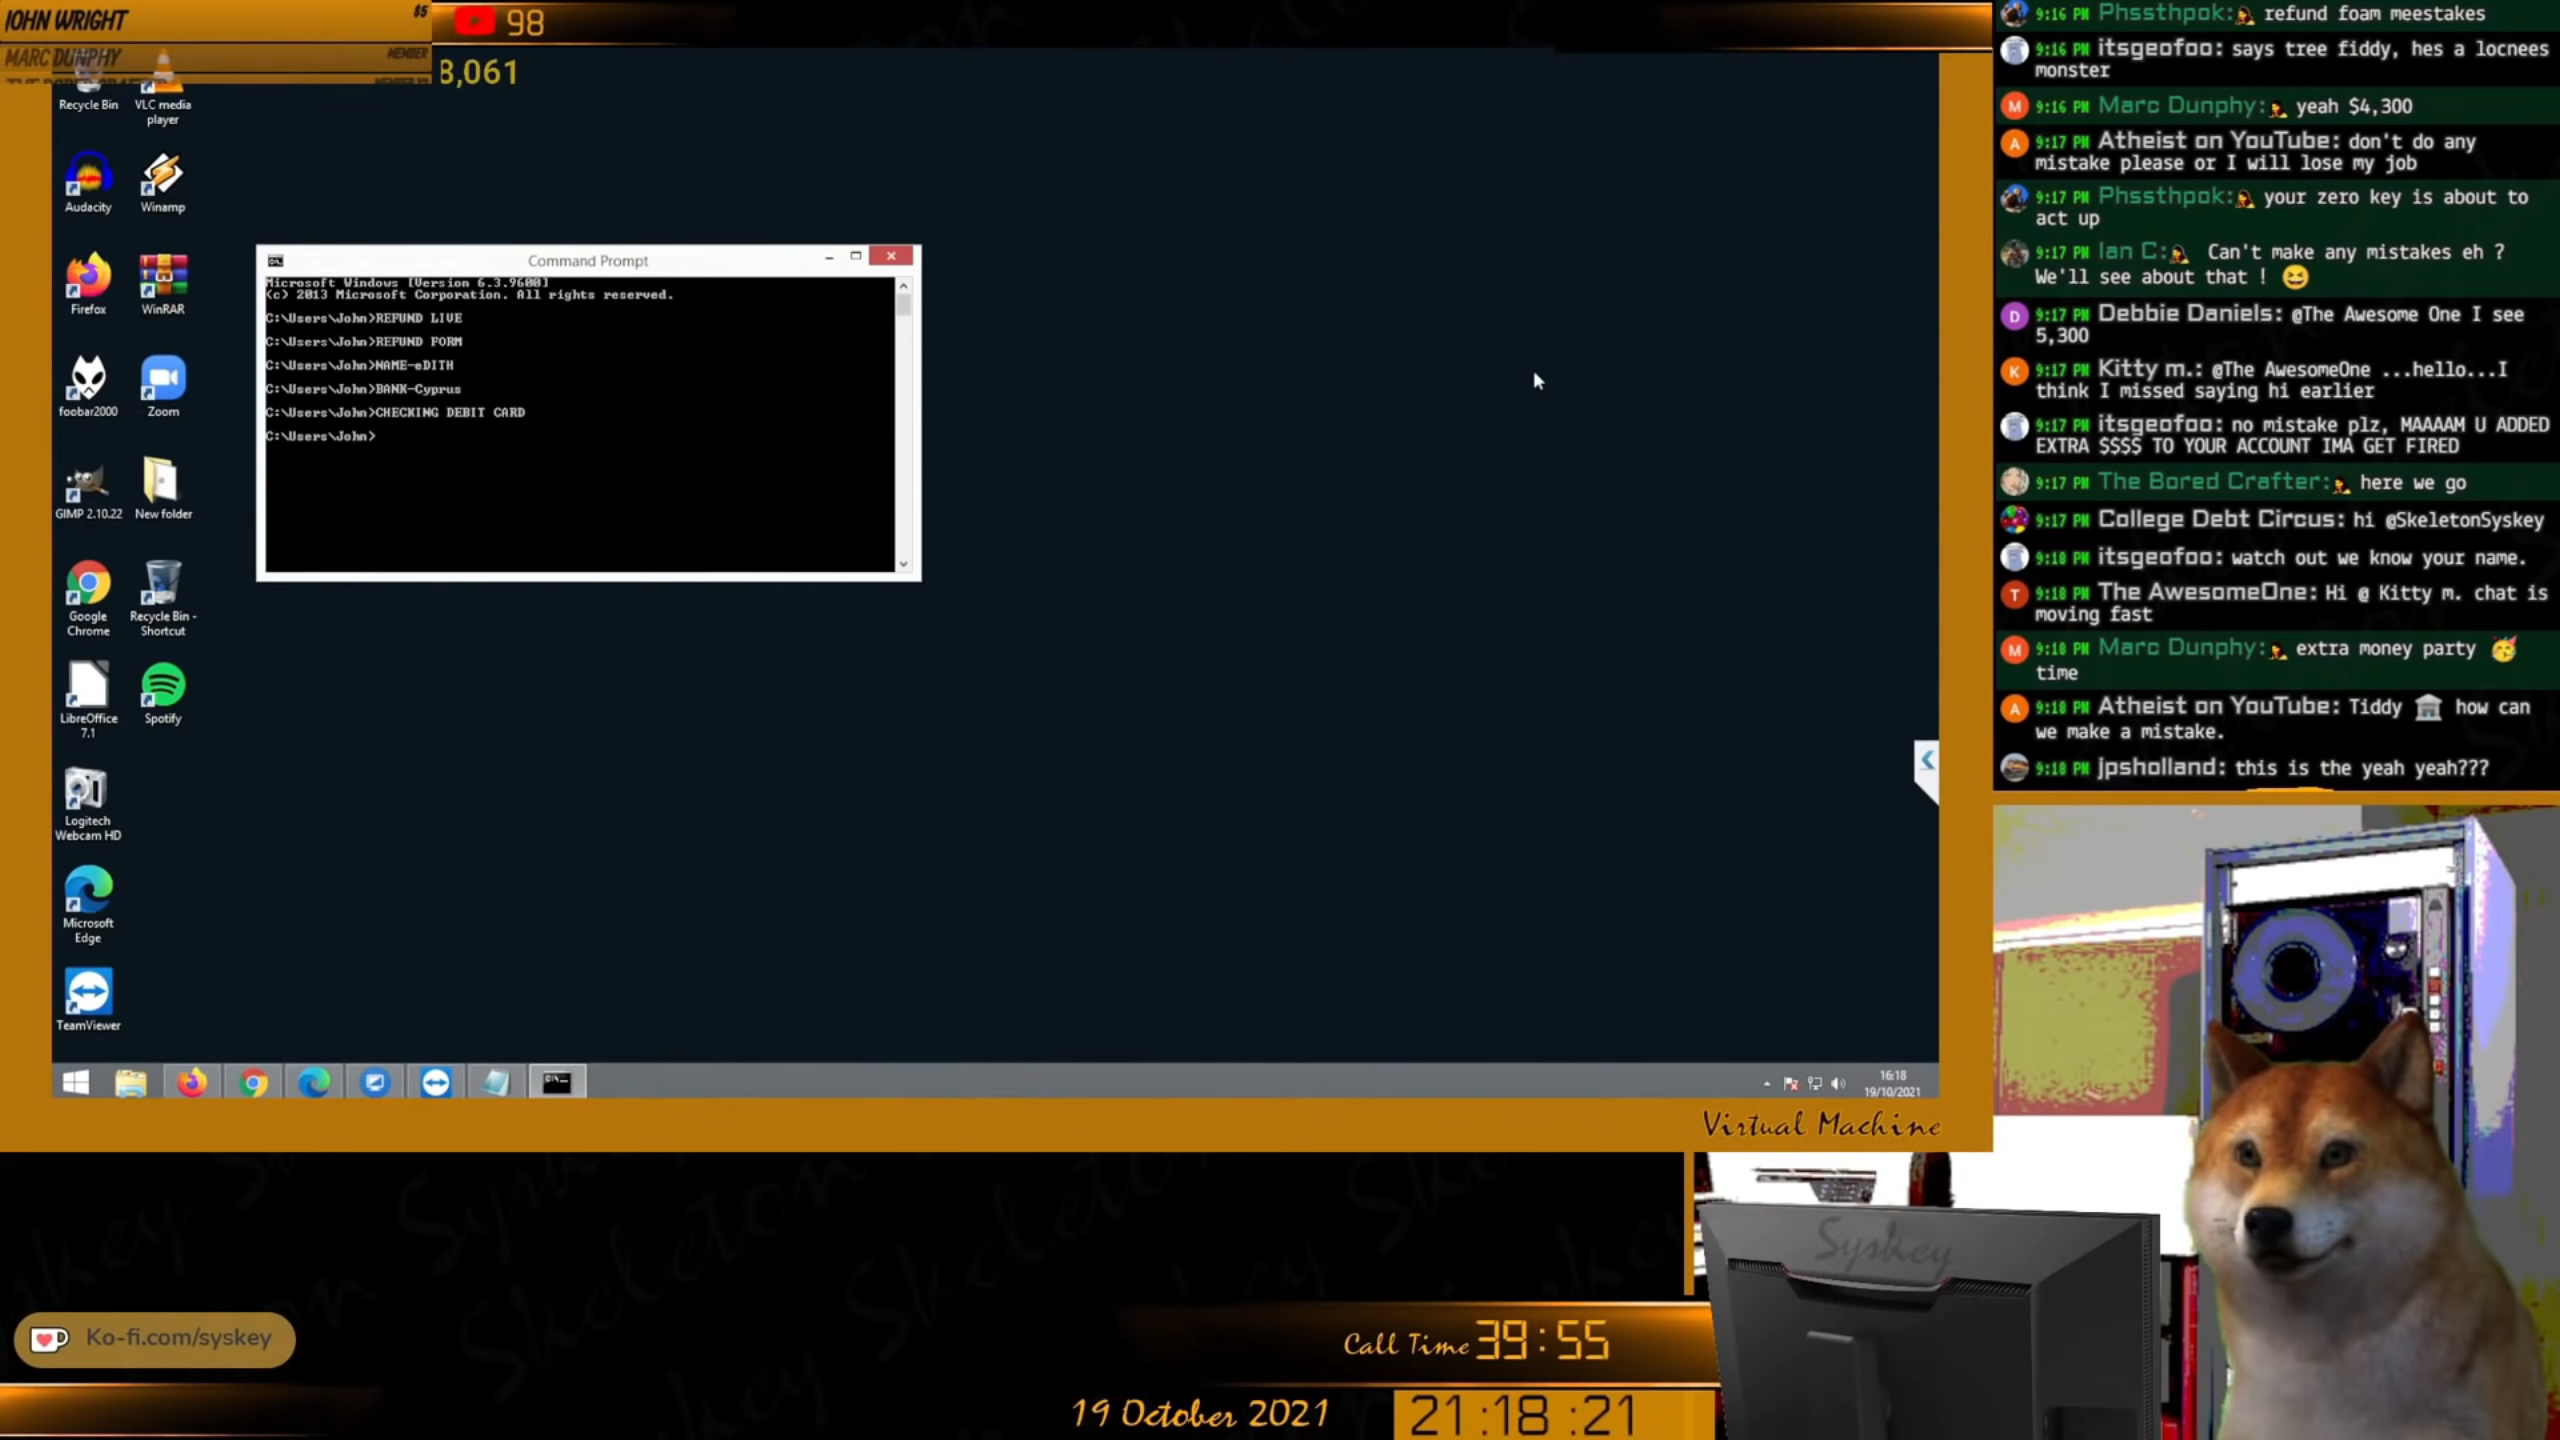 JOHN WRIGHT
$5
MARC DUNPHY
MEMBER
98
8,061
Recycle Bin
VLC media
player
Audacity
Winamp
Firefox
WinRAR
foobar2000
Zoom
GIMP 2.10.22
New folder
Google
Chrome
Recycle Bin -
Shortcut
LibreOffice
7.1
Spotify
Logitech
Webcam HD
Microsoft
Edge
TeamViewer
Command Prompt
Microsoft Windows [Version 6.3.9600]
(c) 2013 Microsoft Corporation. All rights reserved.
C:\Users\John>REFUND LIVE
C:\Users\John>REFUND FORM
C:\Users\John>NAME-eDITH
C:\Users\John>BANK-Cyprus
C:\Users\John>CHECKING DEBIT CARD
C:\Users\John>
16:18
19/10/2021
Virtual Machine
9:16 PM Phssthpok: refund foam meestakes
9:16 PM itsgeofoo: says tree fiddy, hes a locnees
monster
9:16 PM Marc Dunphy: yeah $4,300
9:17 PM Atheist on YouTube: don't do any
mistake please or I will lose my job
9:17 PM Phssthpok: your zero key is about to
act up
9:17 PM Ian C: Can't make any mistakes eh ?
We'll see about that ! 😆
9:17 PM Debbie Daniels: @The Awesome One I see
5,300
9:17 PM Kitty m.: @The AwesomeOne ...hello...I
think I missed saying hi earlier
9:17 PM itsgeofoo: no mistake plz, MAAAAM U ADDED
EXTRA $$$$ TO YOUR ACCOUNT IMA GET FIRED
9:17 PM The Bored Crafter: here we go
9:17 PM College Debt Circus: hi @SkeletonSyskey
9:18 PM itsgeofoo: watch out we know your name.
9:18 PM The AwesomeOne: Hi @ Kitty m. chat is
moving fast
9:18 PM Marc Dunphy: extra money party 🥳
time
9:18 PM Atheist on YouTube: Tiddy 🏛 how can
we make a mistake.
9:18 PM jpsholland: this is the yeah yeah???
Syskey
Ko-fi.com/syskey
Call Time 39:55
19 October 2021
21:18:21